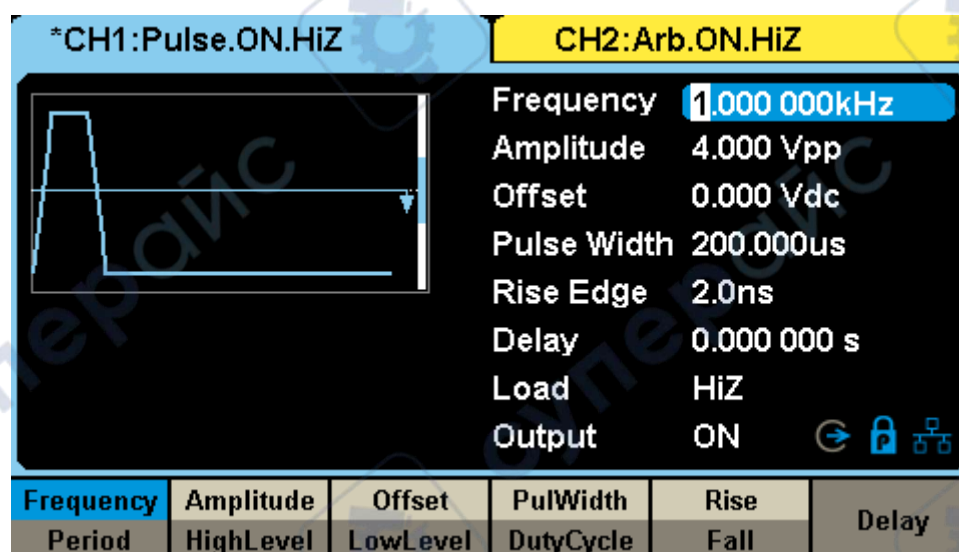 *CH1:Pulse.ON.HiZ CH2:Arb.ON.HiZ
Frequency 1.000 000kHz
Amplitude 4.000 Vpp
Offset 0.000 Vdc
Pulse Width 200.000us
Rise Edge 2.0ns
Delay 0.000 000 s
Load HiZ
Output ON
Frequency Amplitude Offset PulWidth Rise Delay
Period HighLevel LowLevel DutyCycle Fall
суперайс